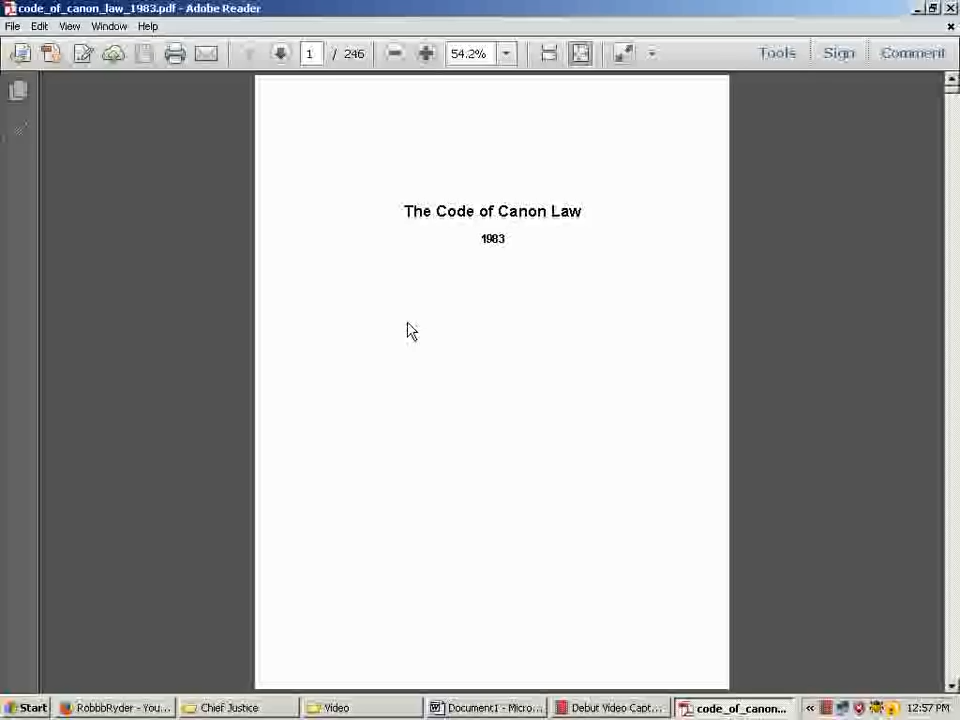 code_of_canon_law_1983.pdf - Adobe Reader
File Edit View Window Help
1 / 246 54.2% Tools Sign Comment
The Code of Canon Law
1983
Start RobbbRyder - You... Chief Justice Video Document1 - Micro... Debut Video Capt... code_of_canon... « 12:57 PM